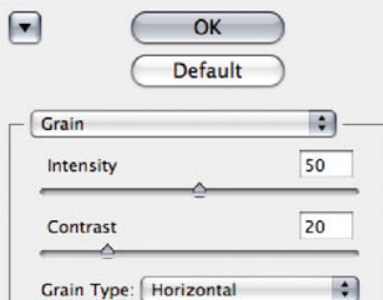 OK
Default
Grain
Intensity 50
Contrast 20
Grain Type: Horizontal